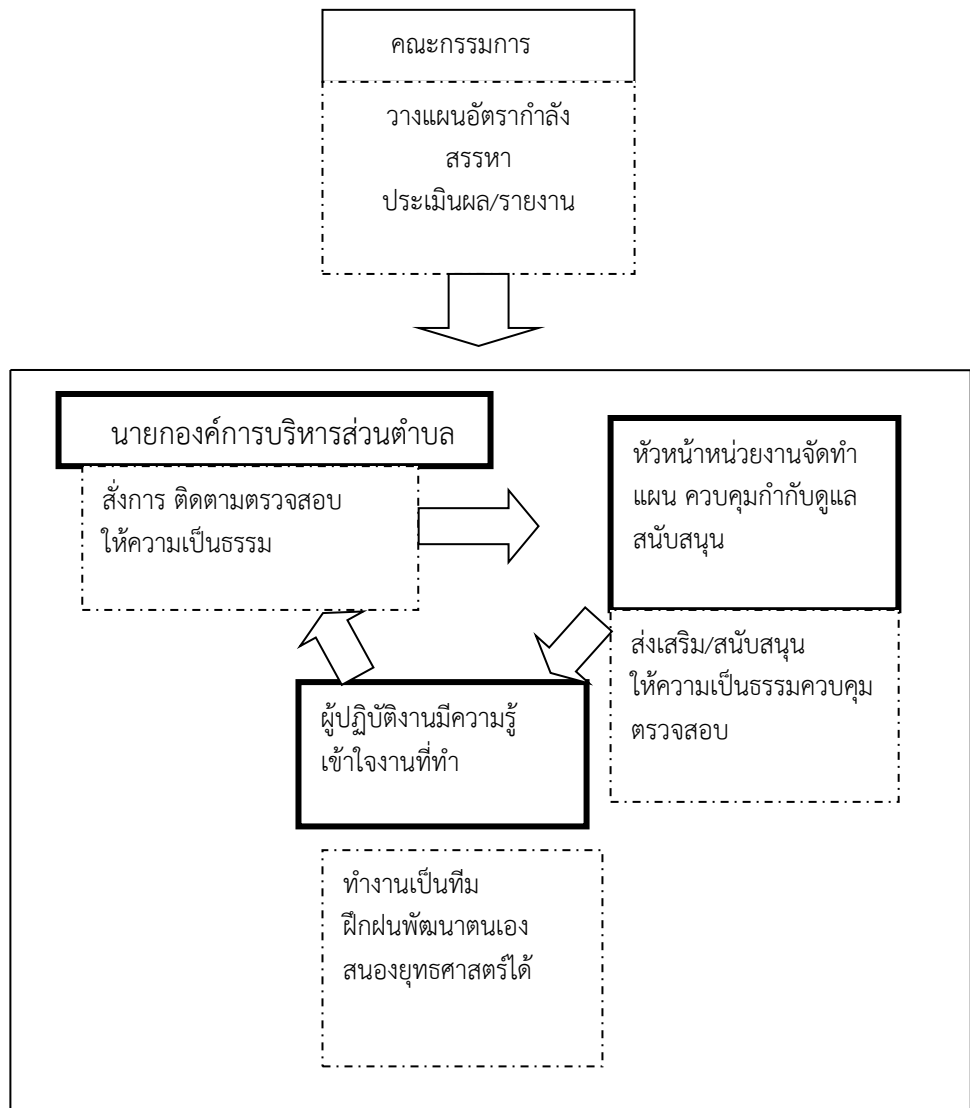 คณะกรรมการ
วางแผนอัตรากำลัง
สรรหา
ประเมินผล/รายงาน
นายกองค์การบริหารส่วนตำบล
สั่งการ ติดตามตรวจสอบ
ให้ความเป็นธรรม
หัวหน้าหน่วยงานจัดทำ
แผน ควบคุมกำกับดูแล
สนับสนุน
ส่งเสริม/สนับสนุน
ให้ความเป็นธรรมควบคุม
ตรวจสอบ
ผู้ปฏิบัติงานมีความรู้
เข้าใจงานที่ทำ
ทำงานเป็นทีม
ฝึกฝนพัฒนาตนเอง
สนองยุทธศาสตร์ได้